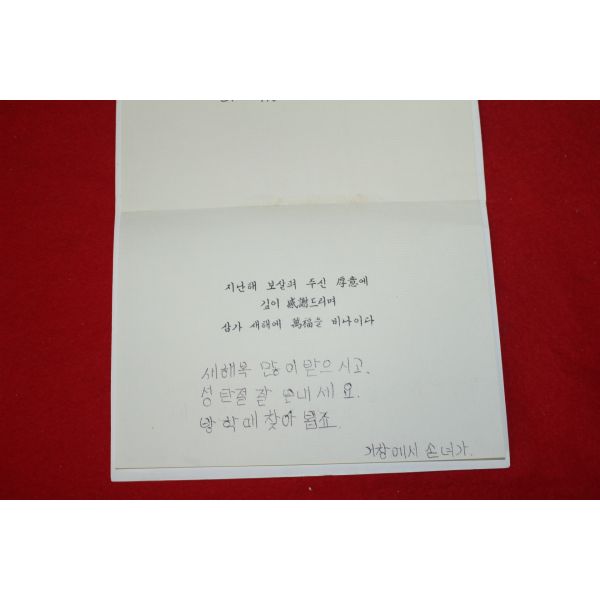 지난해 보살펴 주신 厚意에
깊이 感謝드리며
삼가 새해에 萬福을 비나이다
새해복 많이 받으시고.
성탄절 잘 보내세요.
방학때 찾아 뵙죠.
거창에서 손녀가.